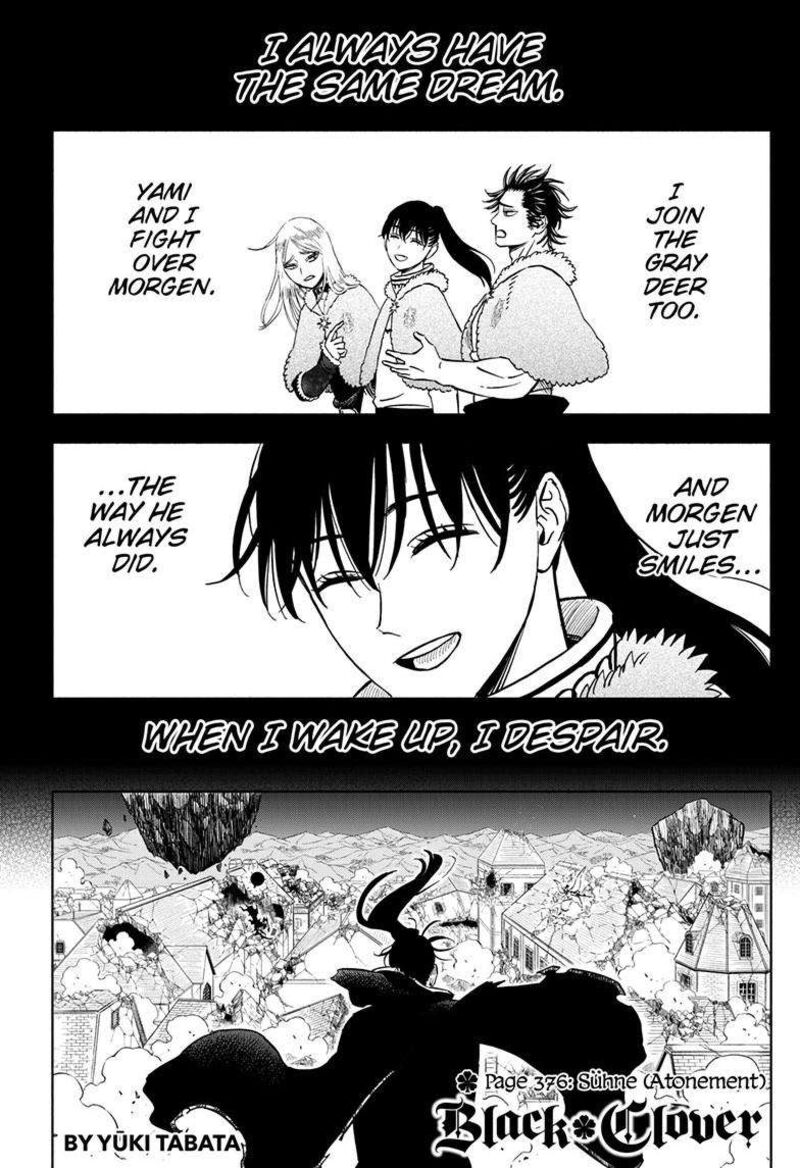 I ALWAYS HAVE
THE SAME DREAM.
I
JOIN
THE
GRAY
DEER
TOO.
YAMI
AND I
FIGHT
OVER
MORGEN.
AND
MORGEN
JUST
SMILES...
...THE
WAY HE
ALWAYS
DID.
WHEN I WAKE UP, I DESPAIR.
Page 376: Sühne (Atonement)
Black Clover
BY YŪKI TABATA